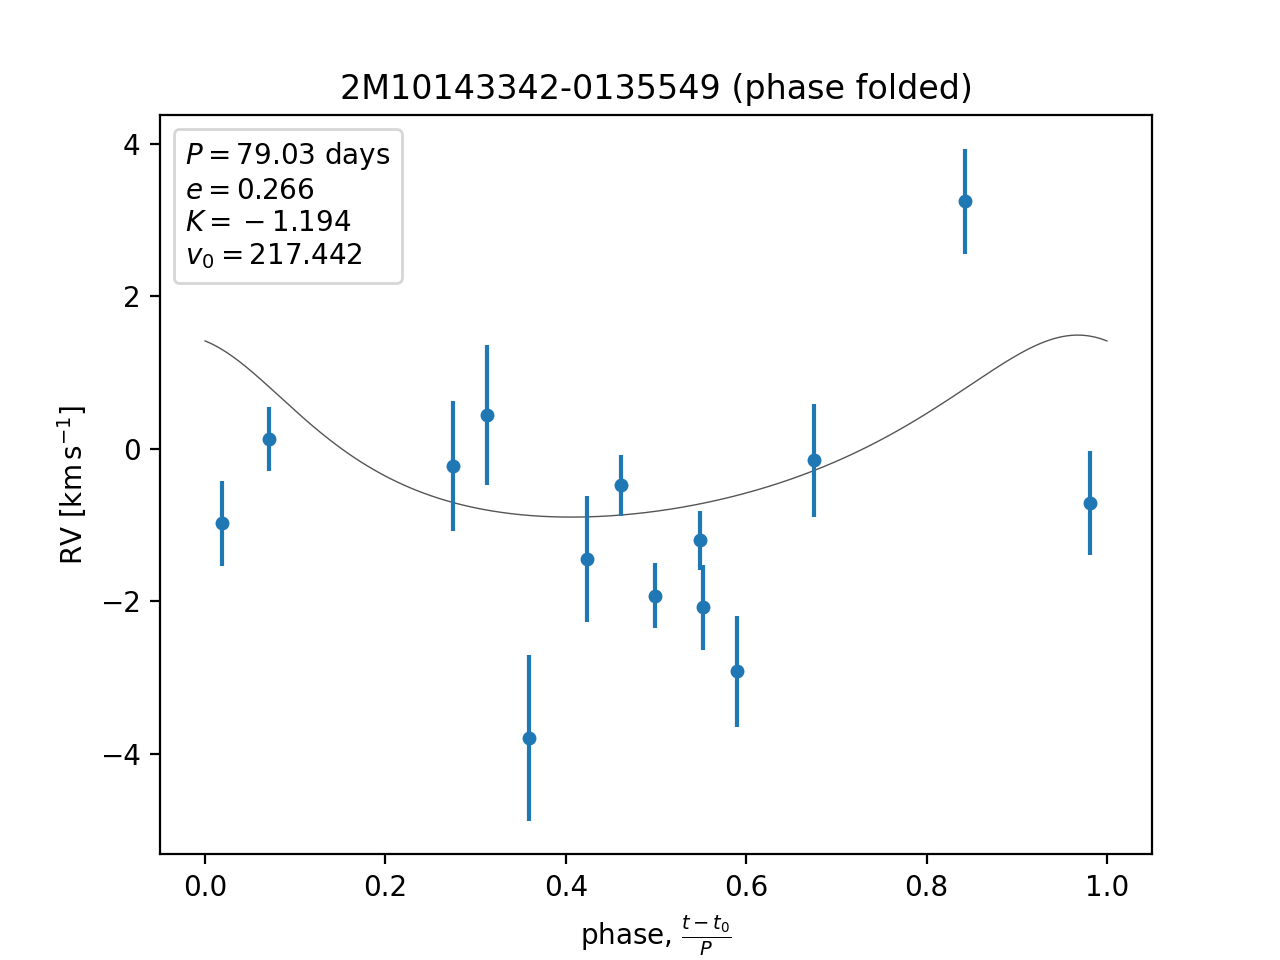 2M10143342-0135549 (phase folded)
P = 79.03 days
e = 0.266
K = −1.194
v₀ = 217.442
4
2
0
−2
−4
RV [km s⁻¹]
0.0 0.2 0.4 0.6 0.8 1.0
phase, (t − t₀)/P